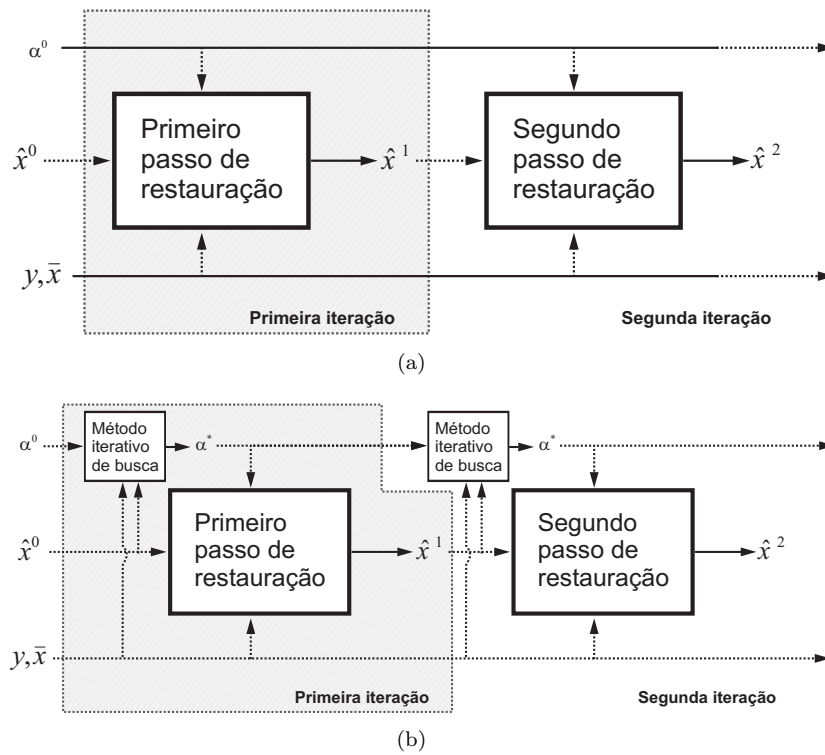 α⁰
Primeiro
passo de
restauração
Segundo
passo de
restauração
x̂⁰
x̂¹
x̂²
y, x̄
Primeira iteração
Segunda iteração
(a)
α⁰
Método
iterativo
de busca
α*
Método
iterativo
de busca
α*
x̂⁰
Primeiro
passo de
restauração
x̂¹
Segundo
passo de
restauração
x̂²
y, x̄
Primeira iteração
Segunda iteração
(b)